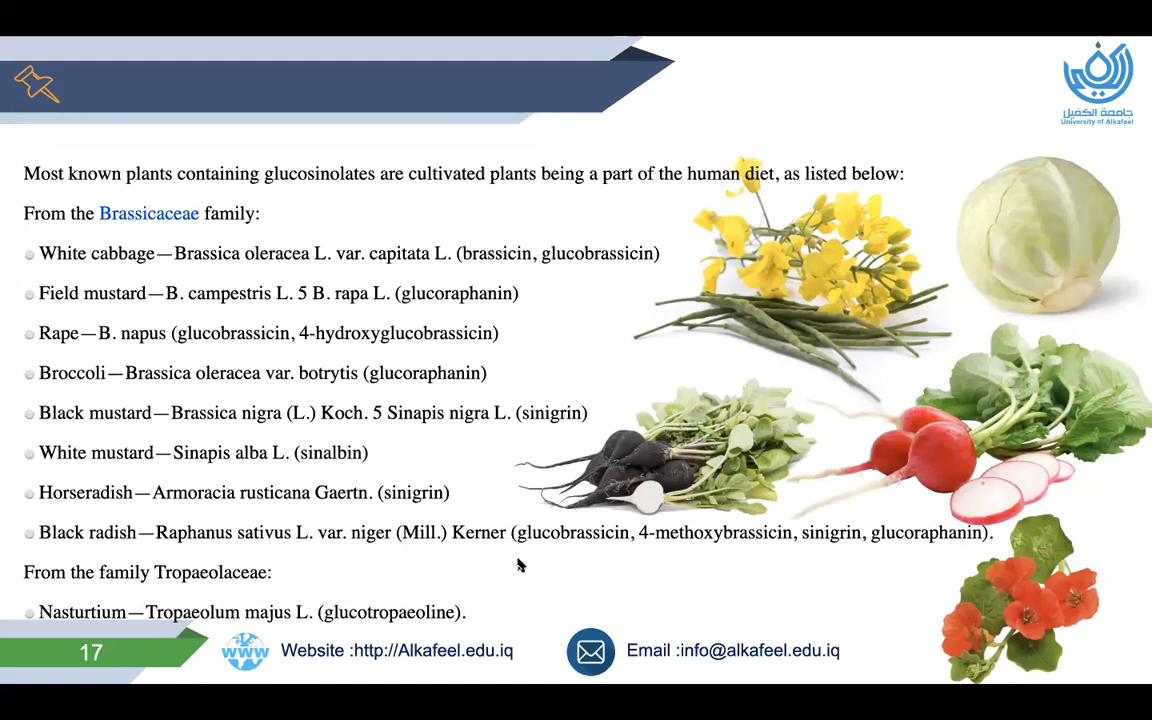 جامعة الكفيل
University of Alkafeel
Most known plants containing glucosinolates are cultivated plants being a part of the human diet, as listed below:
From the Brassicaceae family:
White cabbage—Brassica oleracea L. var. capitata L. (brassicin, glucobrassicin)
Field mustard—B. campestris L. 5 B. rapa L. (glucoraphanin)
Rape—B. napus (glucobrassicin, 4-hydroxyglucobrassicin)
Broccoli—Brassica oleracea var. botrytis (glucoraphanin)
Black mustard—Brassica nigra (L.) Koch. 5 Sinapis nigra L. (sinigrin)
White mustard—Sinapis alba L. (sinalbin)
Horseradish—Armoracia rusticana Gaertn. (sinigrin)
Black radish—Raphanus sativus L. var. niger (Mill.) Kerner (glucobrassicin, 4-methoxybrassicin, sinigrin, glucoraphanin).
From the family Tropaeolaceae:
Nasturtium—Tropaeolum majus L. (glucotropaeoline).
17
WWW
Website :http://Alkafeel.edu.iq
Email :info@alkafeel.edu.iq